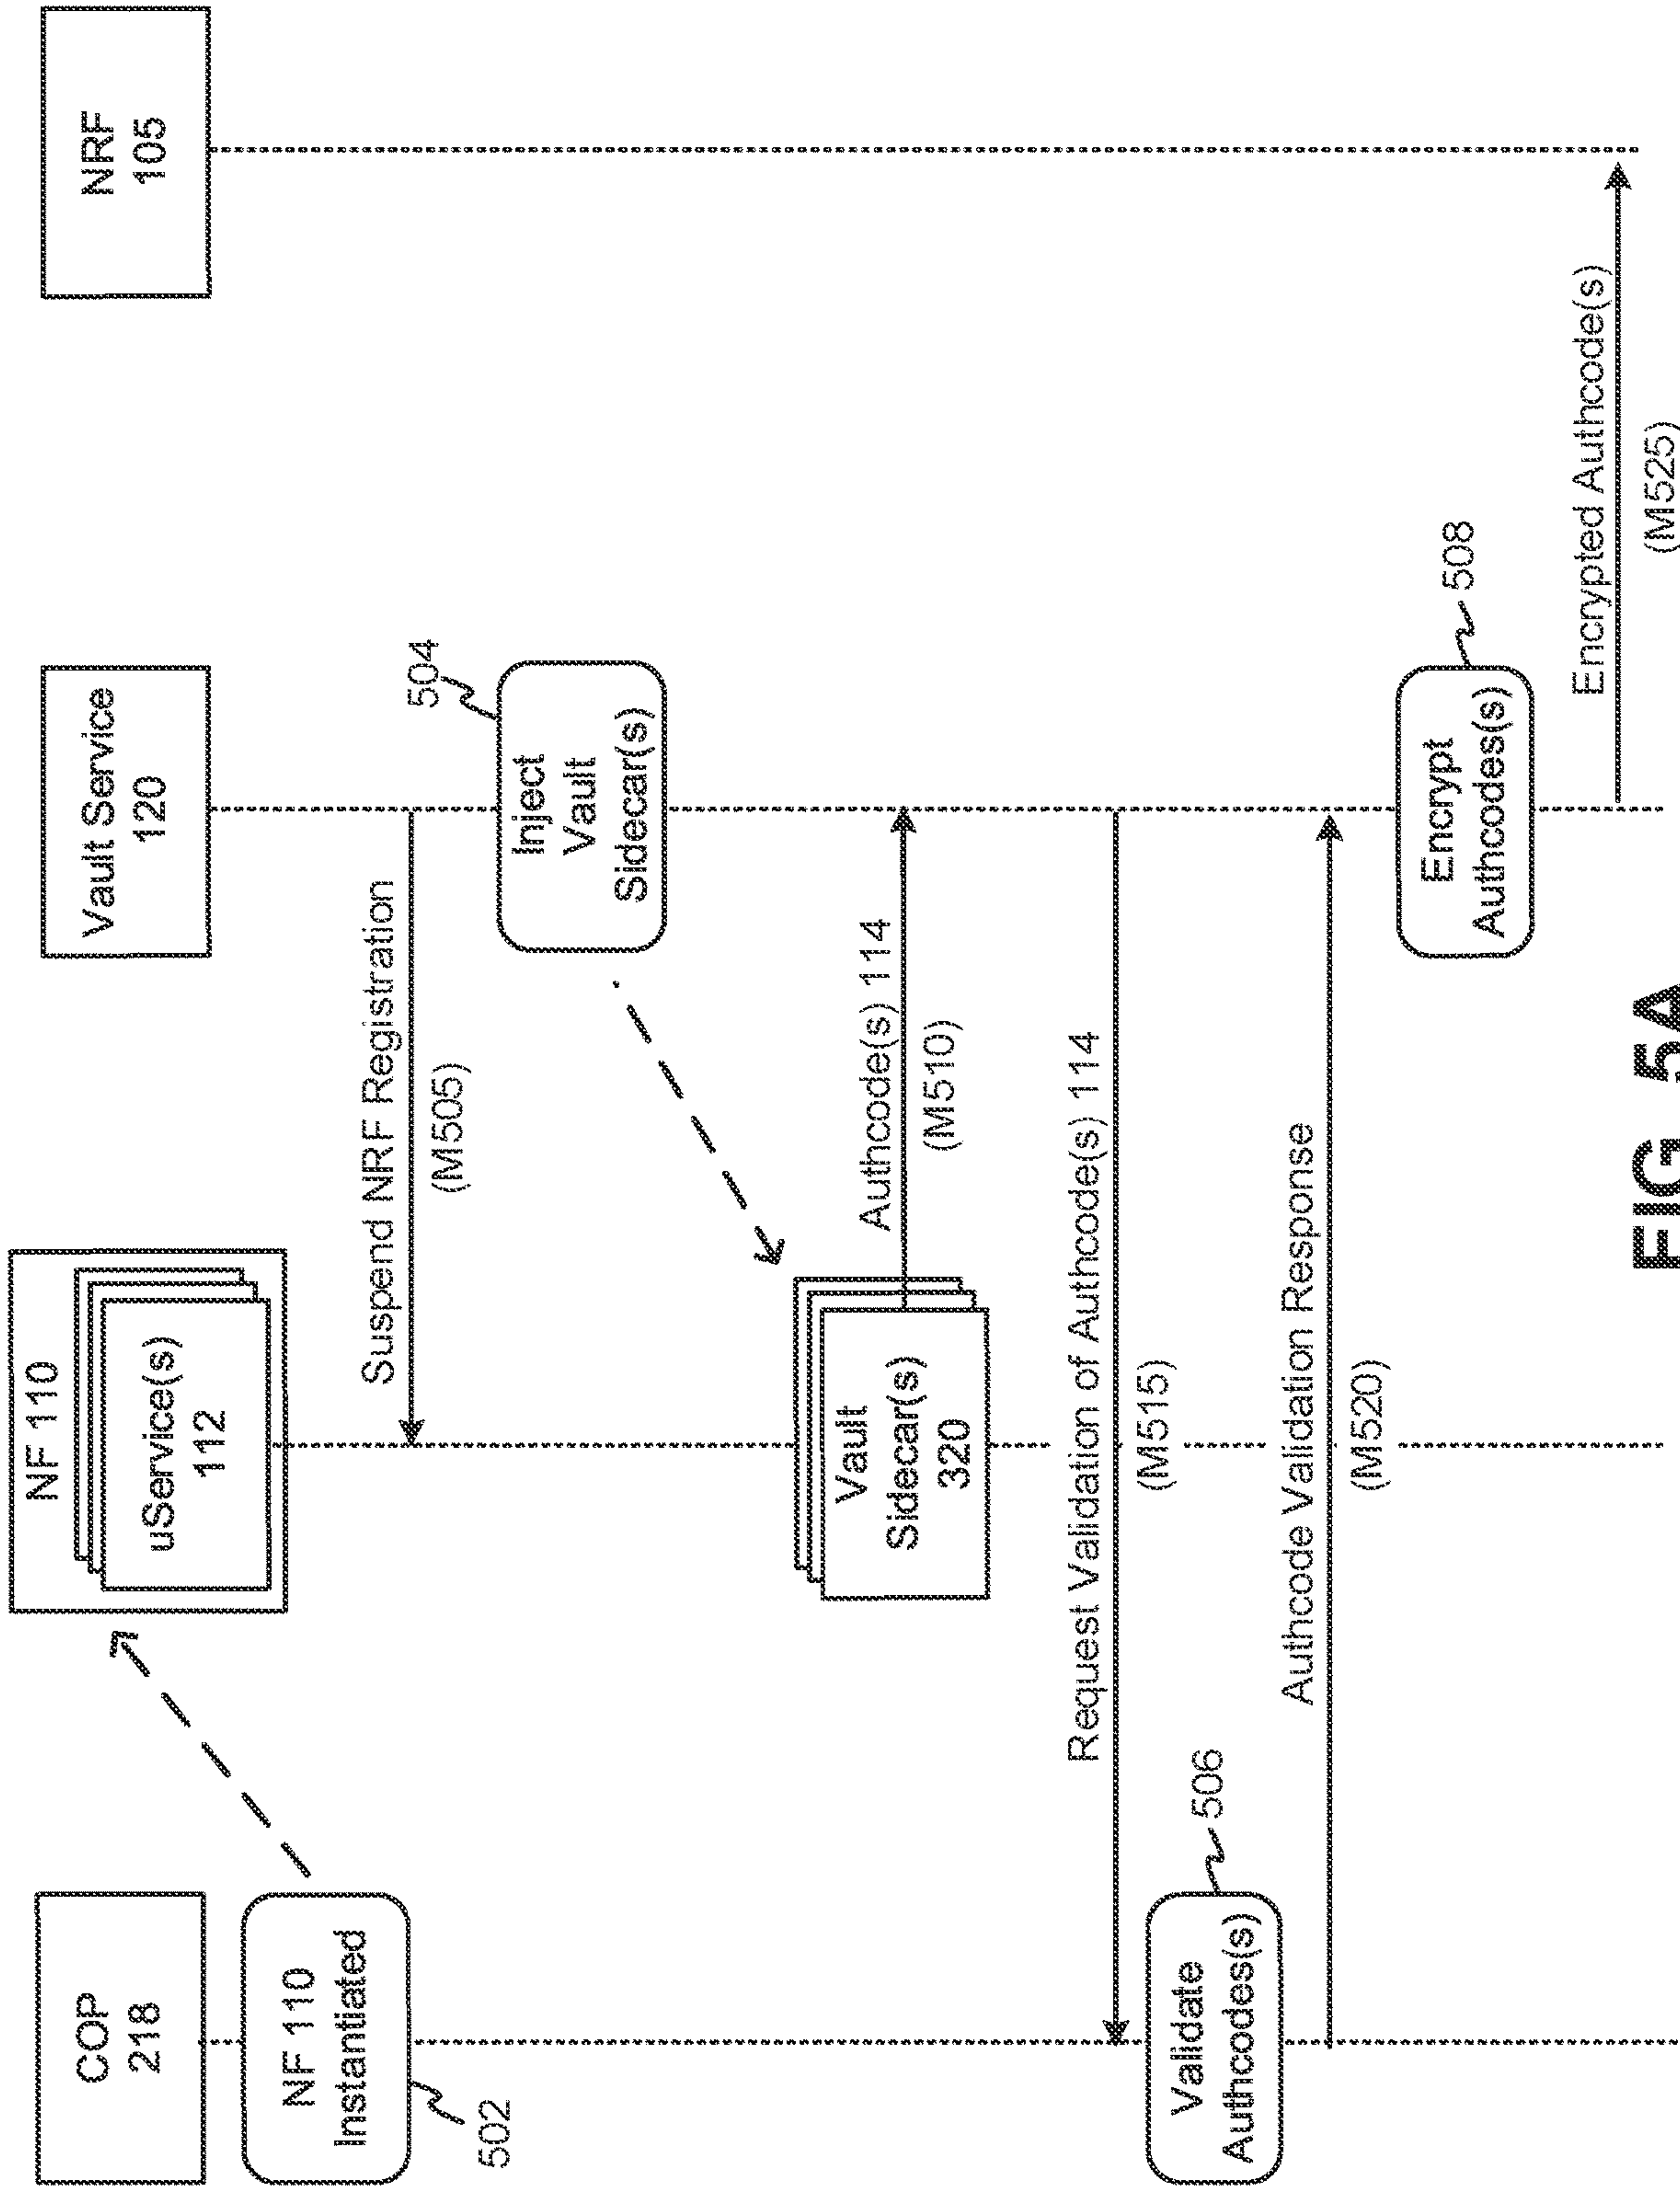 COP
218
NF 110
uService(s)
112
Vault Service
120
NRF
105
NF 110
Instantiated
502
Suspend NRF Registration
(M505)
504
Inject
Vault
Sidecar(s)
Vault
Sidecar(s)
320
Authcode(s) 114
(M510)
Request Validation of Authcode(s) 114
(M515)
Validate
Authcodes(s)
506
Authcode Validation Response
(M520)
Encrypt
Authcodes(s)
508
Encrypted Authcode(s)
(M525)
FIG. 5A